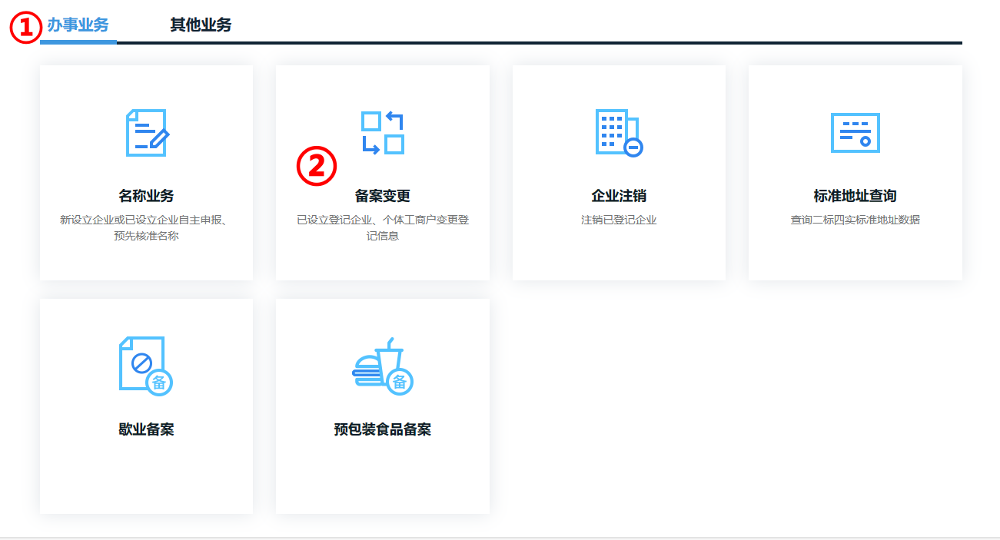 ① 办事业务 其他业务
②
名称业务
新设立企业或已设立企业自主申报、
预先核准名称
备案变更
已设立登记企业、个体工商户变更登
记信息
企业注销
注销已登记企业
标准地址查询
查询二标四实标准地址数据
备
歇业备案
备
预包装食品备案